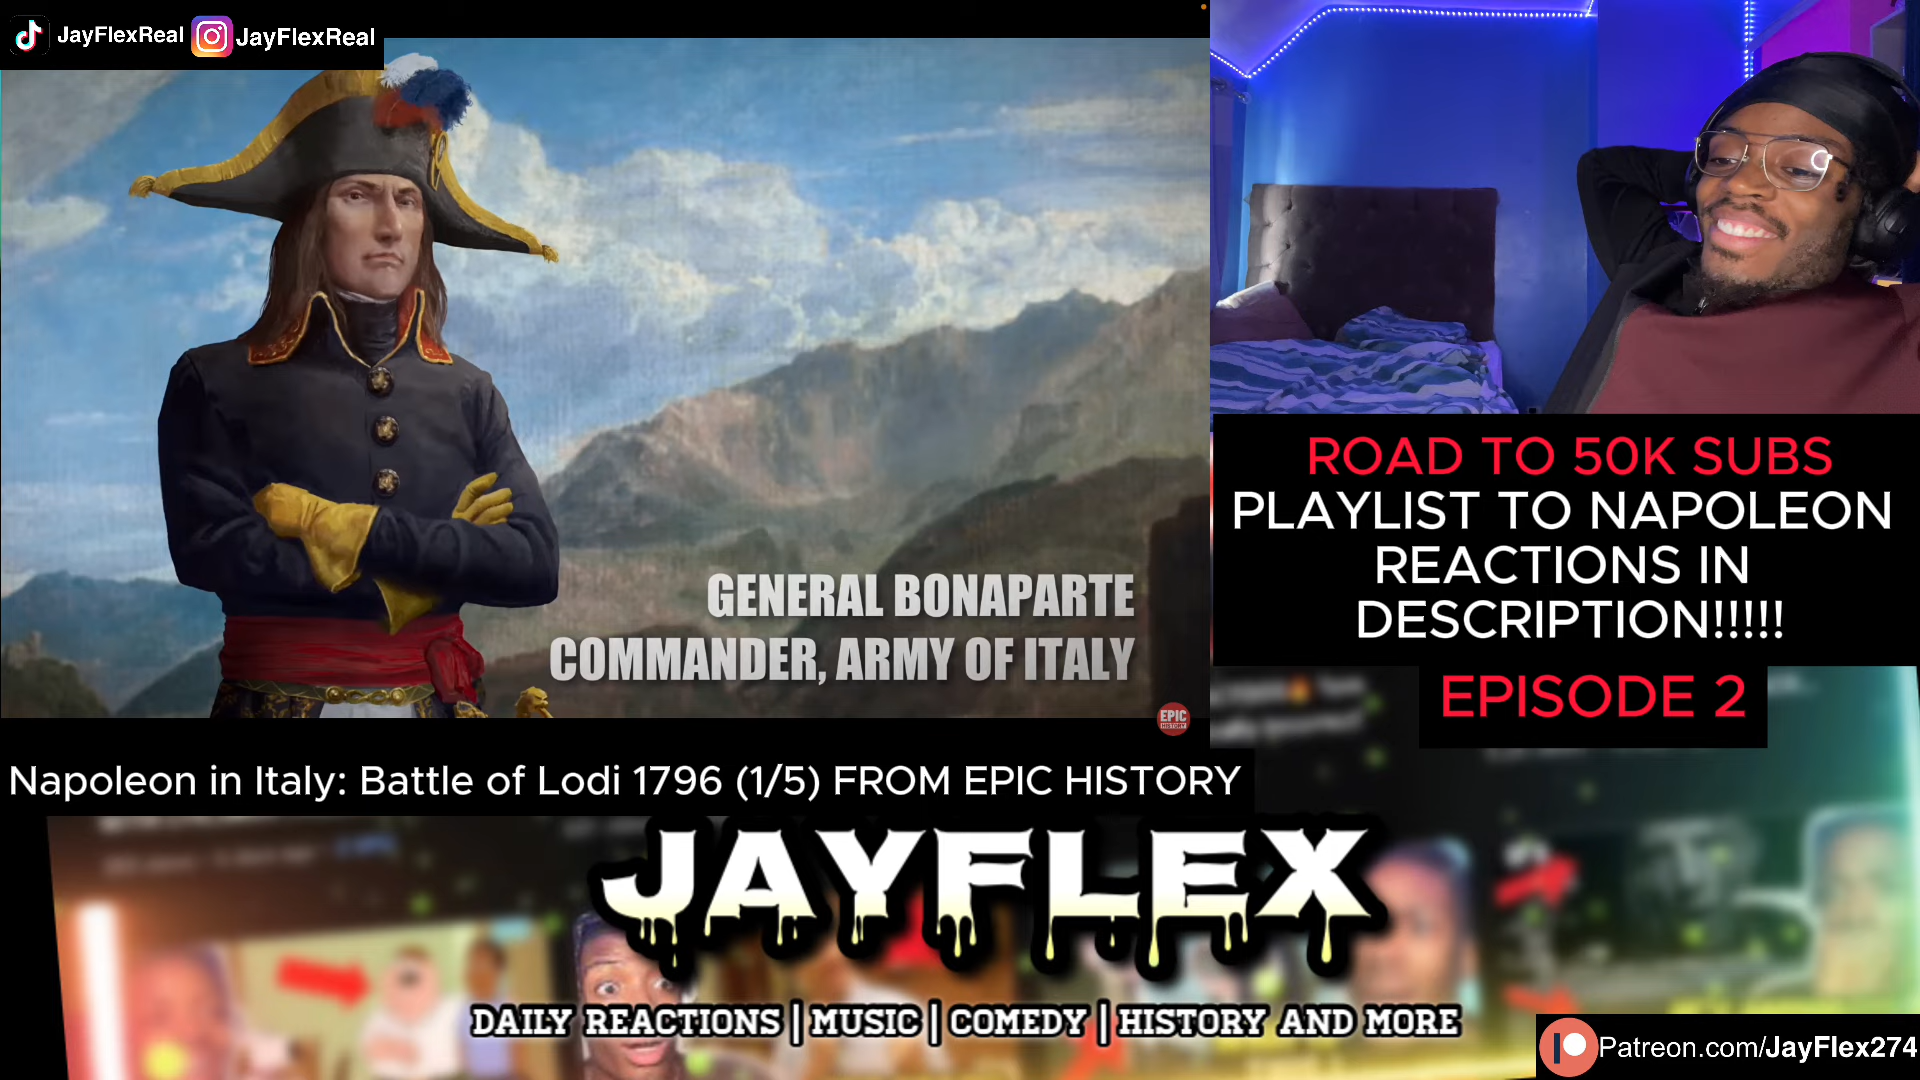 JayFlexReal
JayFlexReal
GENERAL BONAPARTE
COMMANDER, ARMY OF ITALY
EPIC
HISTORY
ROAD TO 50K SUBS
PLAYLIST TO NAPOLEON
REACTIONS IN
DESCRIPTION!!!!!
EPISODE 2
Napoleon in Italy: Battle of Lodi 1796 (1/5) FROM EPIC HISTORY
JAYFLEX
DAILY REACTIONS | MUSIC | COMEDY | HISTORY AND MORE
Patreon.com/JayFlex274